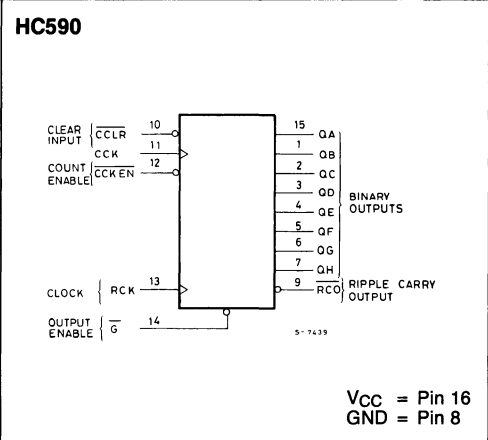 HC590
CLEAR INPUT { CCLR 10
CCK 11
COUNT ENABLE { CCKEN 12
CLOCK { RCK 13
OUTPUT ENABLE { G 14
15 QA
1 QB
2 QC
3 QD
4 QE
5 QF
6 QG
7 QH
BINARY OUTPUTS
9 RCO } RIPPLE CARRY OUTPUT
S-7439
VCC = Pin 16
GND = Pin 8